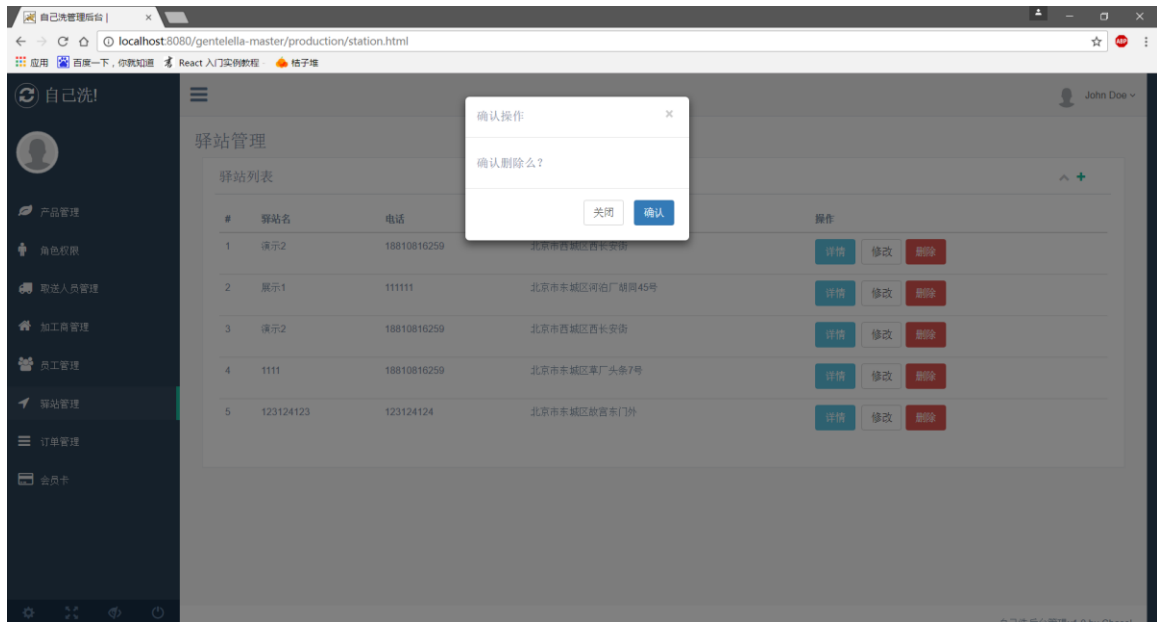 自己洗管理后台 |
localhost:8080/gentelella-master/production/station.html
应用 百度一下，你就知道 React 入门实例教程 桔子堆
自己洗!
John Doe
确认操作 ×
确认删除么？
关闭 确认
驿站管理
驿站列表
# 驿站名 电话 操作
1 演示2 18810816259 北京市西城区西长安街 详情 修改 删除
2 展示1 111111 北京市东城区河泊厂胡同45号 详情 修改 删除
3 演示2 18810816259 北京市西城区西长安街 详情 修改 删除
4 1111 18810816259 北京市东城区草厂头条7号 详情 修改 删除
5 123124123 123124124 北京市东城区故宫东门外 详情 修改 删除
产品管理
角色权限
取送人员管理
加工商管理
员工管理
驿站管理
订单管理
会员卡